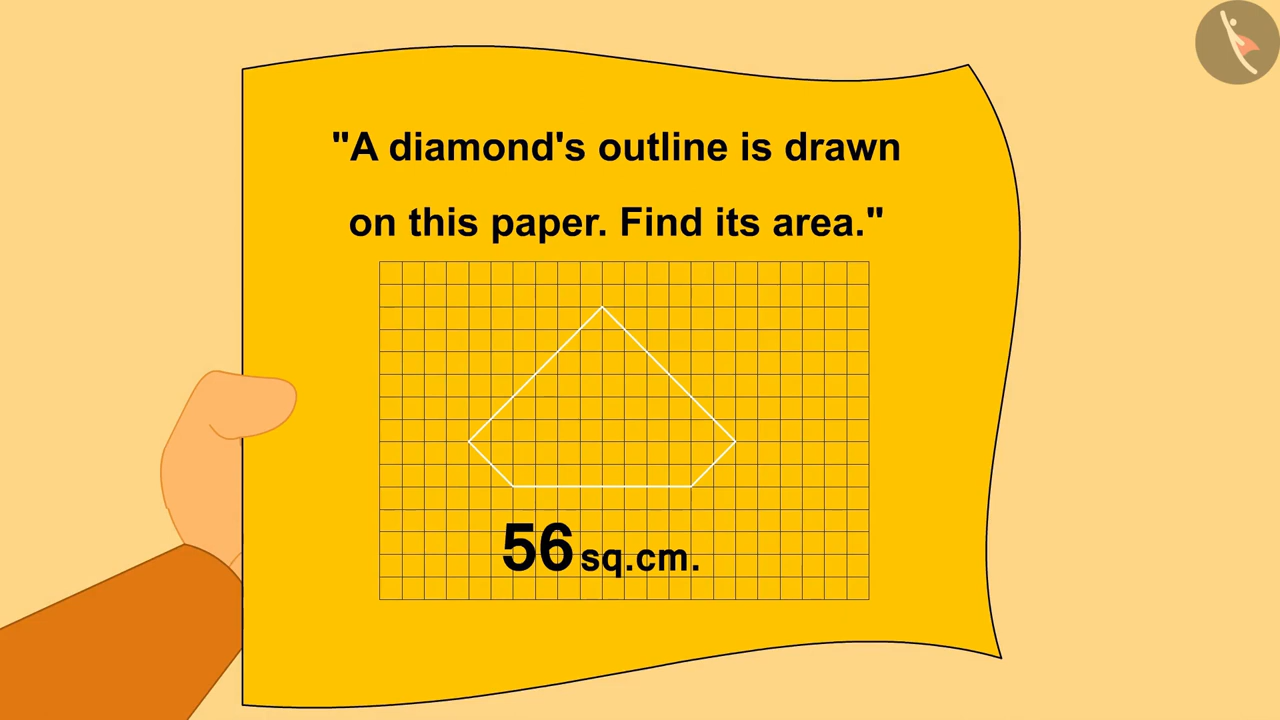 "A diamond's outline is drawn
on this paper. Find its area."
56 sq.cm.